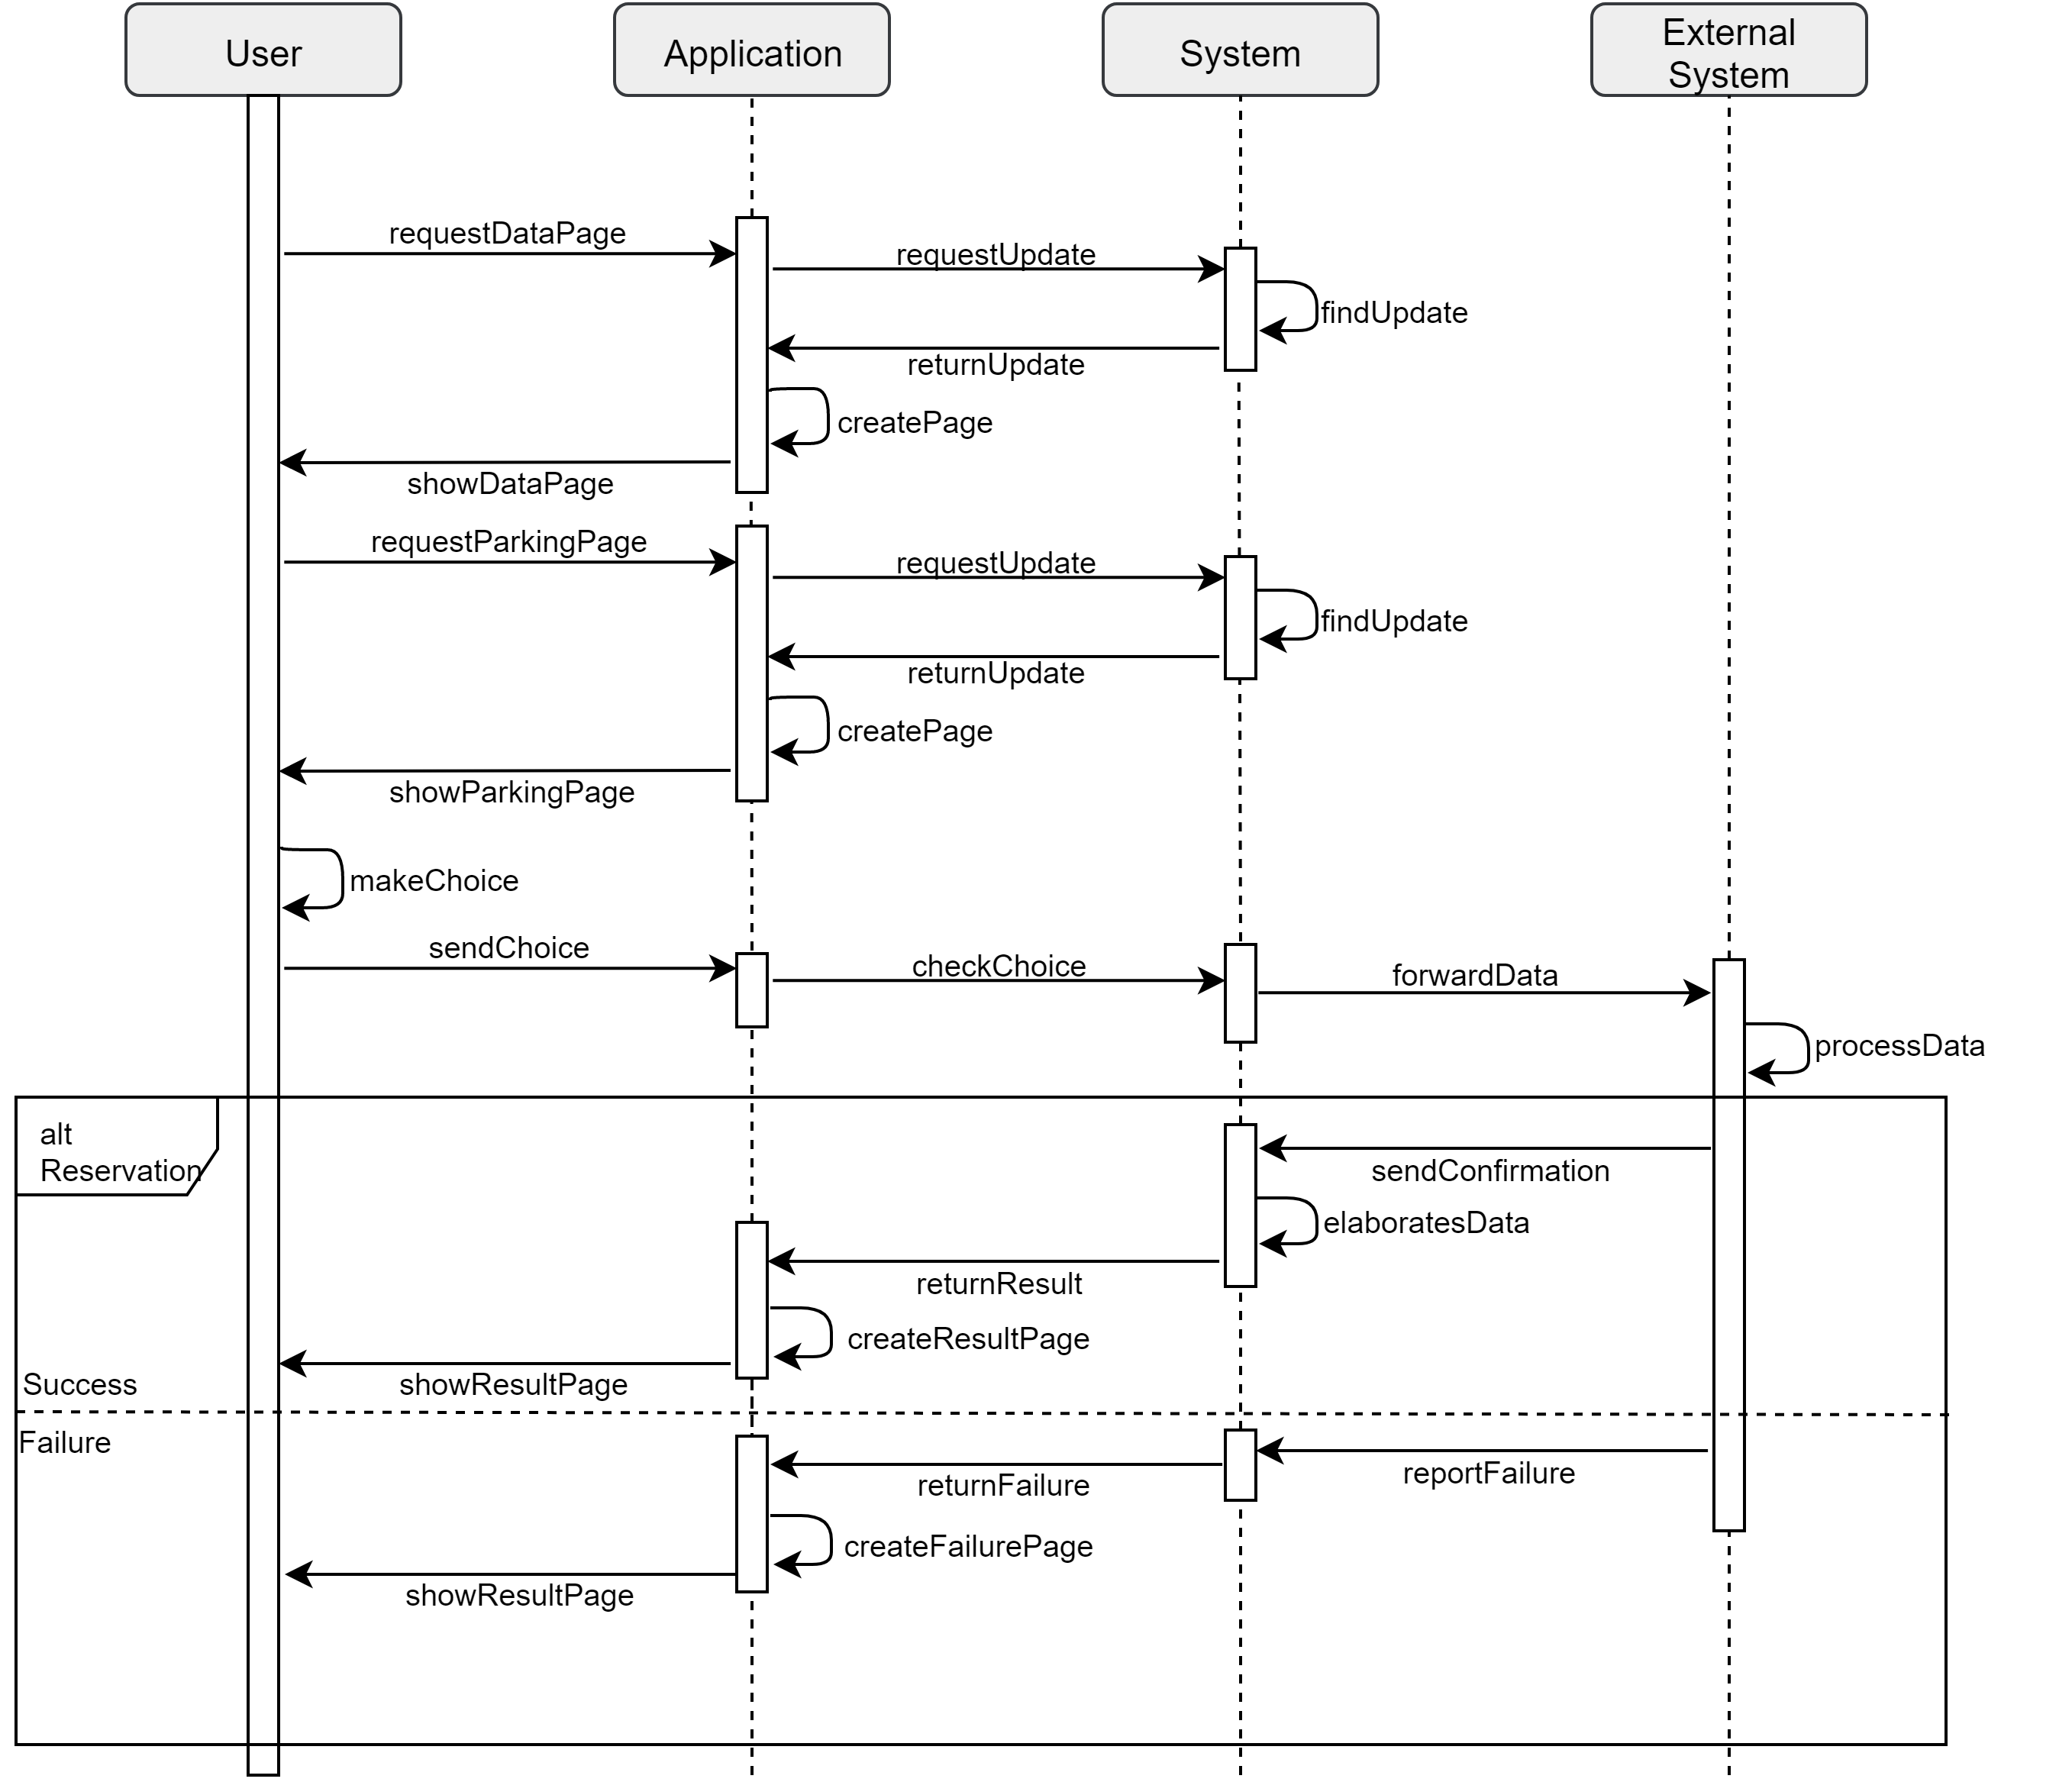 User
Application
System
External
System
requestDataPage
requestUpdate
findUpdate
returnUpdate
createPage
showDataPage
requestParkingPage
requestUpdate
findUpdate
returnUpdate
createPage
showParkingPage
makeChoice
sendChoice
checkChoice
forwardData
processData
alt
Reservation
sendConfirmation
elaboratesData
returnResult
createResultPage
showResultPage
Success
Failure
reportFailure
returnFailure
createFailurePage
showResultPage